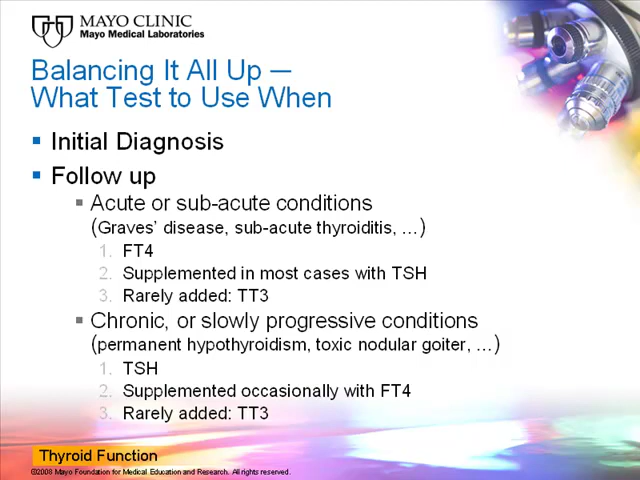 MAYO CLINIC
Mayo Medical Laboratories
Balancing It All Up —
What Test to Use When
Initial Diagnosis
Follow up
Acute or sub-acute conditions
(Graves' disease, sub-acute thyroiditis, …)
1. FT4
2. Supplemented in most cases with TSH
3. Rarely added: TT3
Chronic, or slowly progressive conditions
(permanent hypothyroidism, toxic nodular goiter, …)
1. TSH
2. Supplemented occasionally with FT4
3. Rarely added: TT3
Thyroid Function
©2008 Mayo Foundation for Medical Education and Research. All rights reserved.